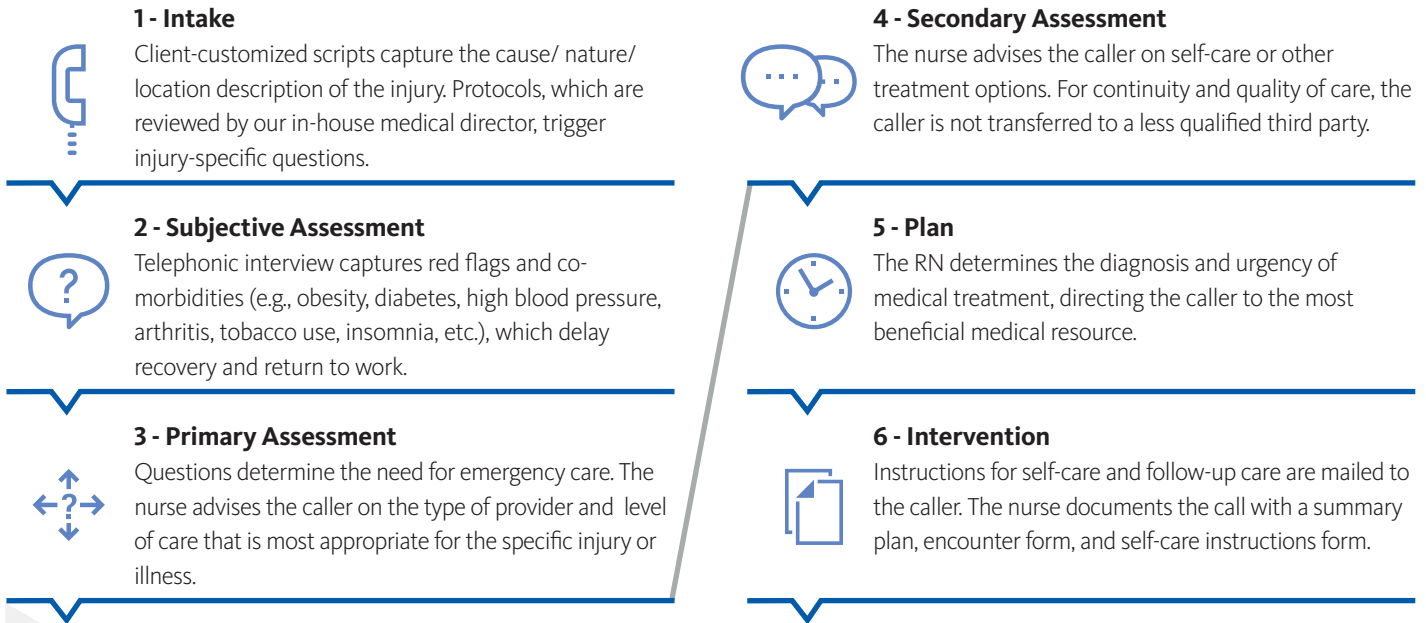 1 - Intake
Client-customized scripts capture the cause/ nature/
location description of the injury. Protocols, which are
reviewed by our in-house medical director, trigger
injury-specific questions.
2 - Subjective Assessment
?
Telephonic interview captures red flags and co-
morbidities (e.g., obesity, diabetes, high blood pressure,
arthritis, tobacco use, insomnia, etc.), which delay
recovery and return to work.
3 - Primary Assessment
?
Questions determine the need for emergency care. The
nurse advises the caller on the type of provider and level
of care that is most appropriate for the specific injury or
illness.
4 - Secondary Assessment
The nurse advises the caller on self-care or other
treatment options. For continuity and quality of care, the
caller is not transferred to a less qualified third party.
5 - Plan
The RN determines the diagnosis and urgency of
medical treatment, directing the caller to the most
beneficial medical resource.
6 - Intervention
Instructions for self-care and follow-up care are mailed to
the caller. The nurse documents the call with a summary
plan, encounter form, and self-care instructions form.